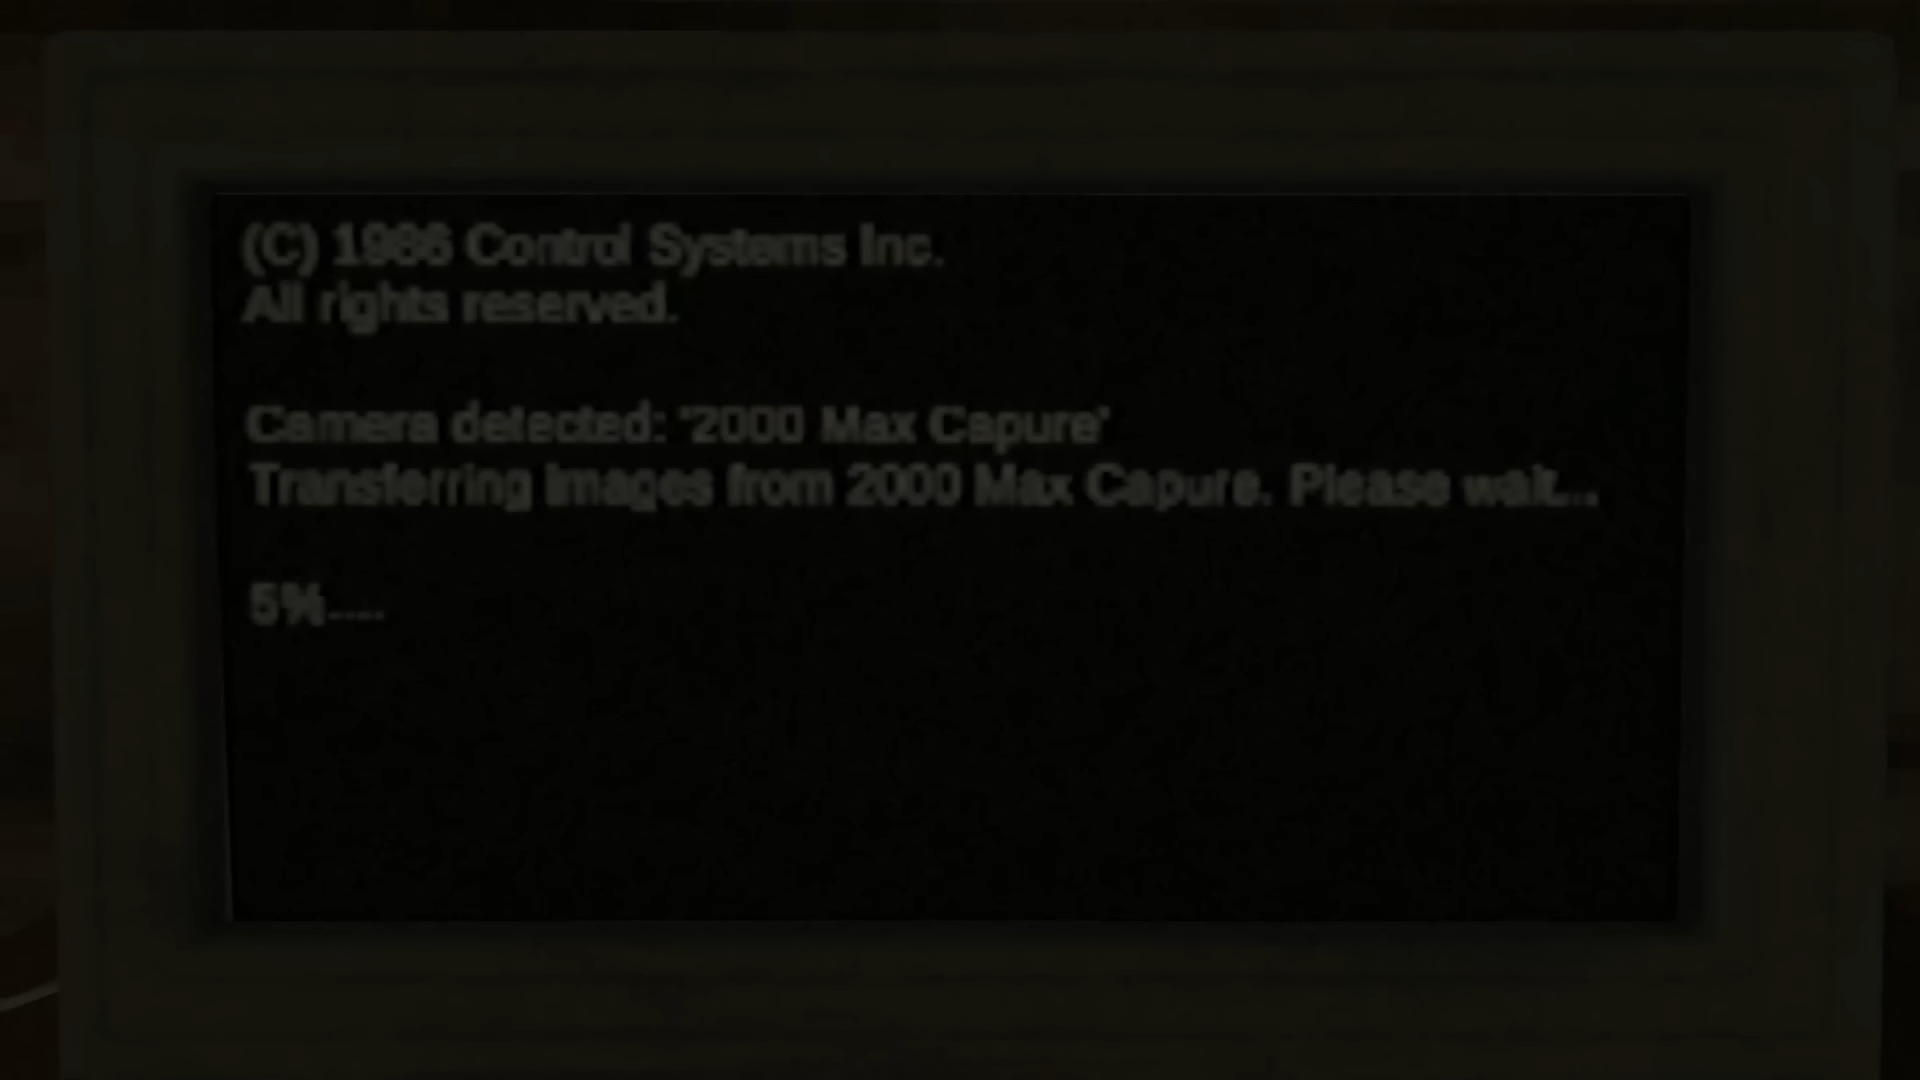 (C) 1986 Control Systems Inc.
All rights reserved.
Camera detected: '2000 Max Capure'
Transferring images from 2000 Max Capure. Please wait...
5%....